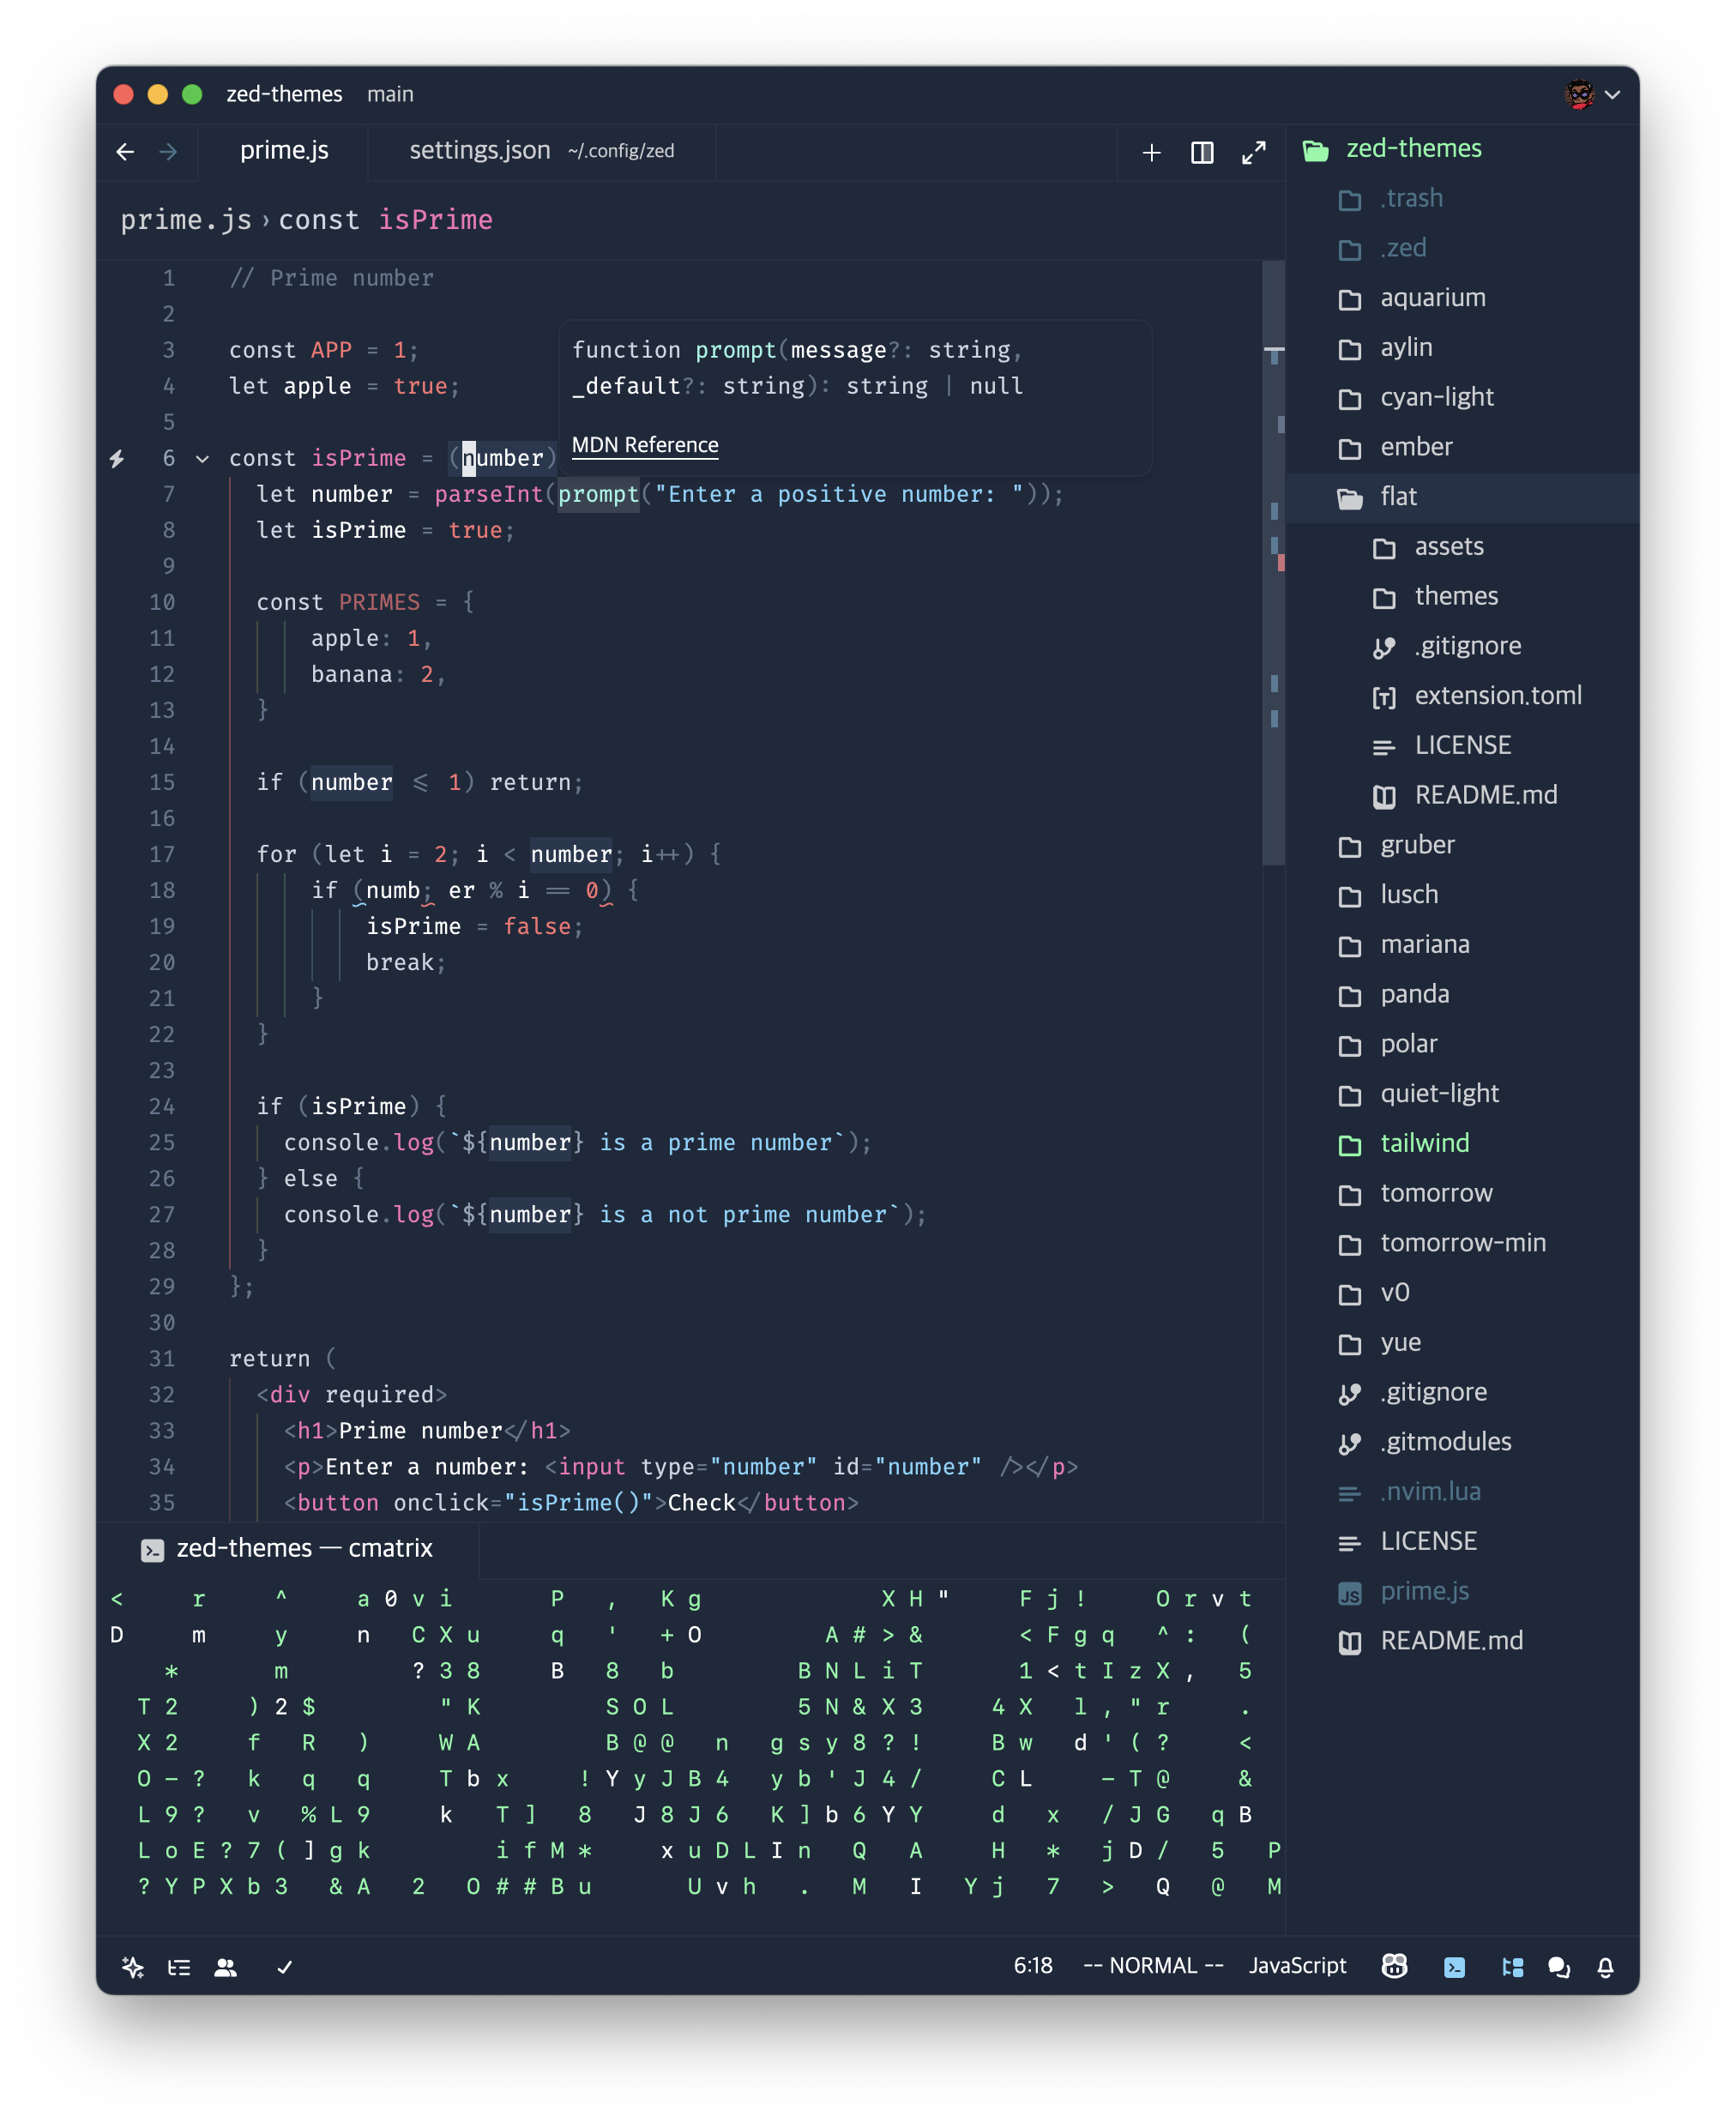 zed-themes main
prime.js settings.json ~/.config/zed
prime.js › const isPrime
1 // Prime number
2
3 const APP = 1;
4 let apple = true;
5
function prompt(message?: string,
_default?: string): string | null
MDN Reference
6 const isPrime = (number)
7 let number = parseInt(prompt("Enter a positive number: "));
8 let isPrime = true;
9
10 const PRIMES = {
11 apple: 1,
12 banana: 2,
13 }
14
15 if (number <= 1) return;
16
17 for (let i = 2; i < number; i++) {
18 if (numb; er % i == 0) {
19 isPrime = false;
20 break;
21 }
22 }
23
24 if (isPrime) {
25 console.log(`${number} is a prime number`);
26 } else {
27 console.log(`${number} is a not prime number`);
28 }
29 };
30
31 return (
32 <div required>
33 <h1>Prime number</h1>
34 <p>Enter a number: <input type="number" id="number" /></p>
35 <button onclick="isPrime()">Check</button>
zed-themes — cmatrix
< r ^ a 0 v i P , K g X H " F j ! O r v t
D m y n C X u q ' + O A # > & < F g q ^ : (
* m ? 3 8 B 8 b B N L i T 1 < t I z X , 5
T 2 ) 2 $ " K S O L 5 N & X 3 4 X l , " r .
X 2 f R ) W A B @ @ n g s y 8 ? ! B w d ' ( ? <
O - ? k q q T b x ! Y y J B 4 y b ' J 4 / C L - T @ &
L 9 ? v % L 9 k T ] 8 J 8 J 6 K ] b 6 Y Y d x / J G q B
L o E ? 7 ( ] g k i f M * x u D L I n Q A H * j D / 5 P
? Y P X b 3 & A 2 O # # B u U v h . M I Y j 7 > Q @ M
6:18 -- NORMAL -- JavaScript
zed-themes
.trash
.zed
aquarium
aylin
cyan-light
ember
flat
assets
themes
.gitignore
extension.toml
LICENSE
README.md
gruber
lusch
mariana
panda
polar
quiet-light
tailwind
tomorrow
tomorrow-min
v0
yue
.gitignore
.gitmodules
.nvim.lua
LICENSE
JS prime.js
README.md